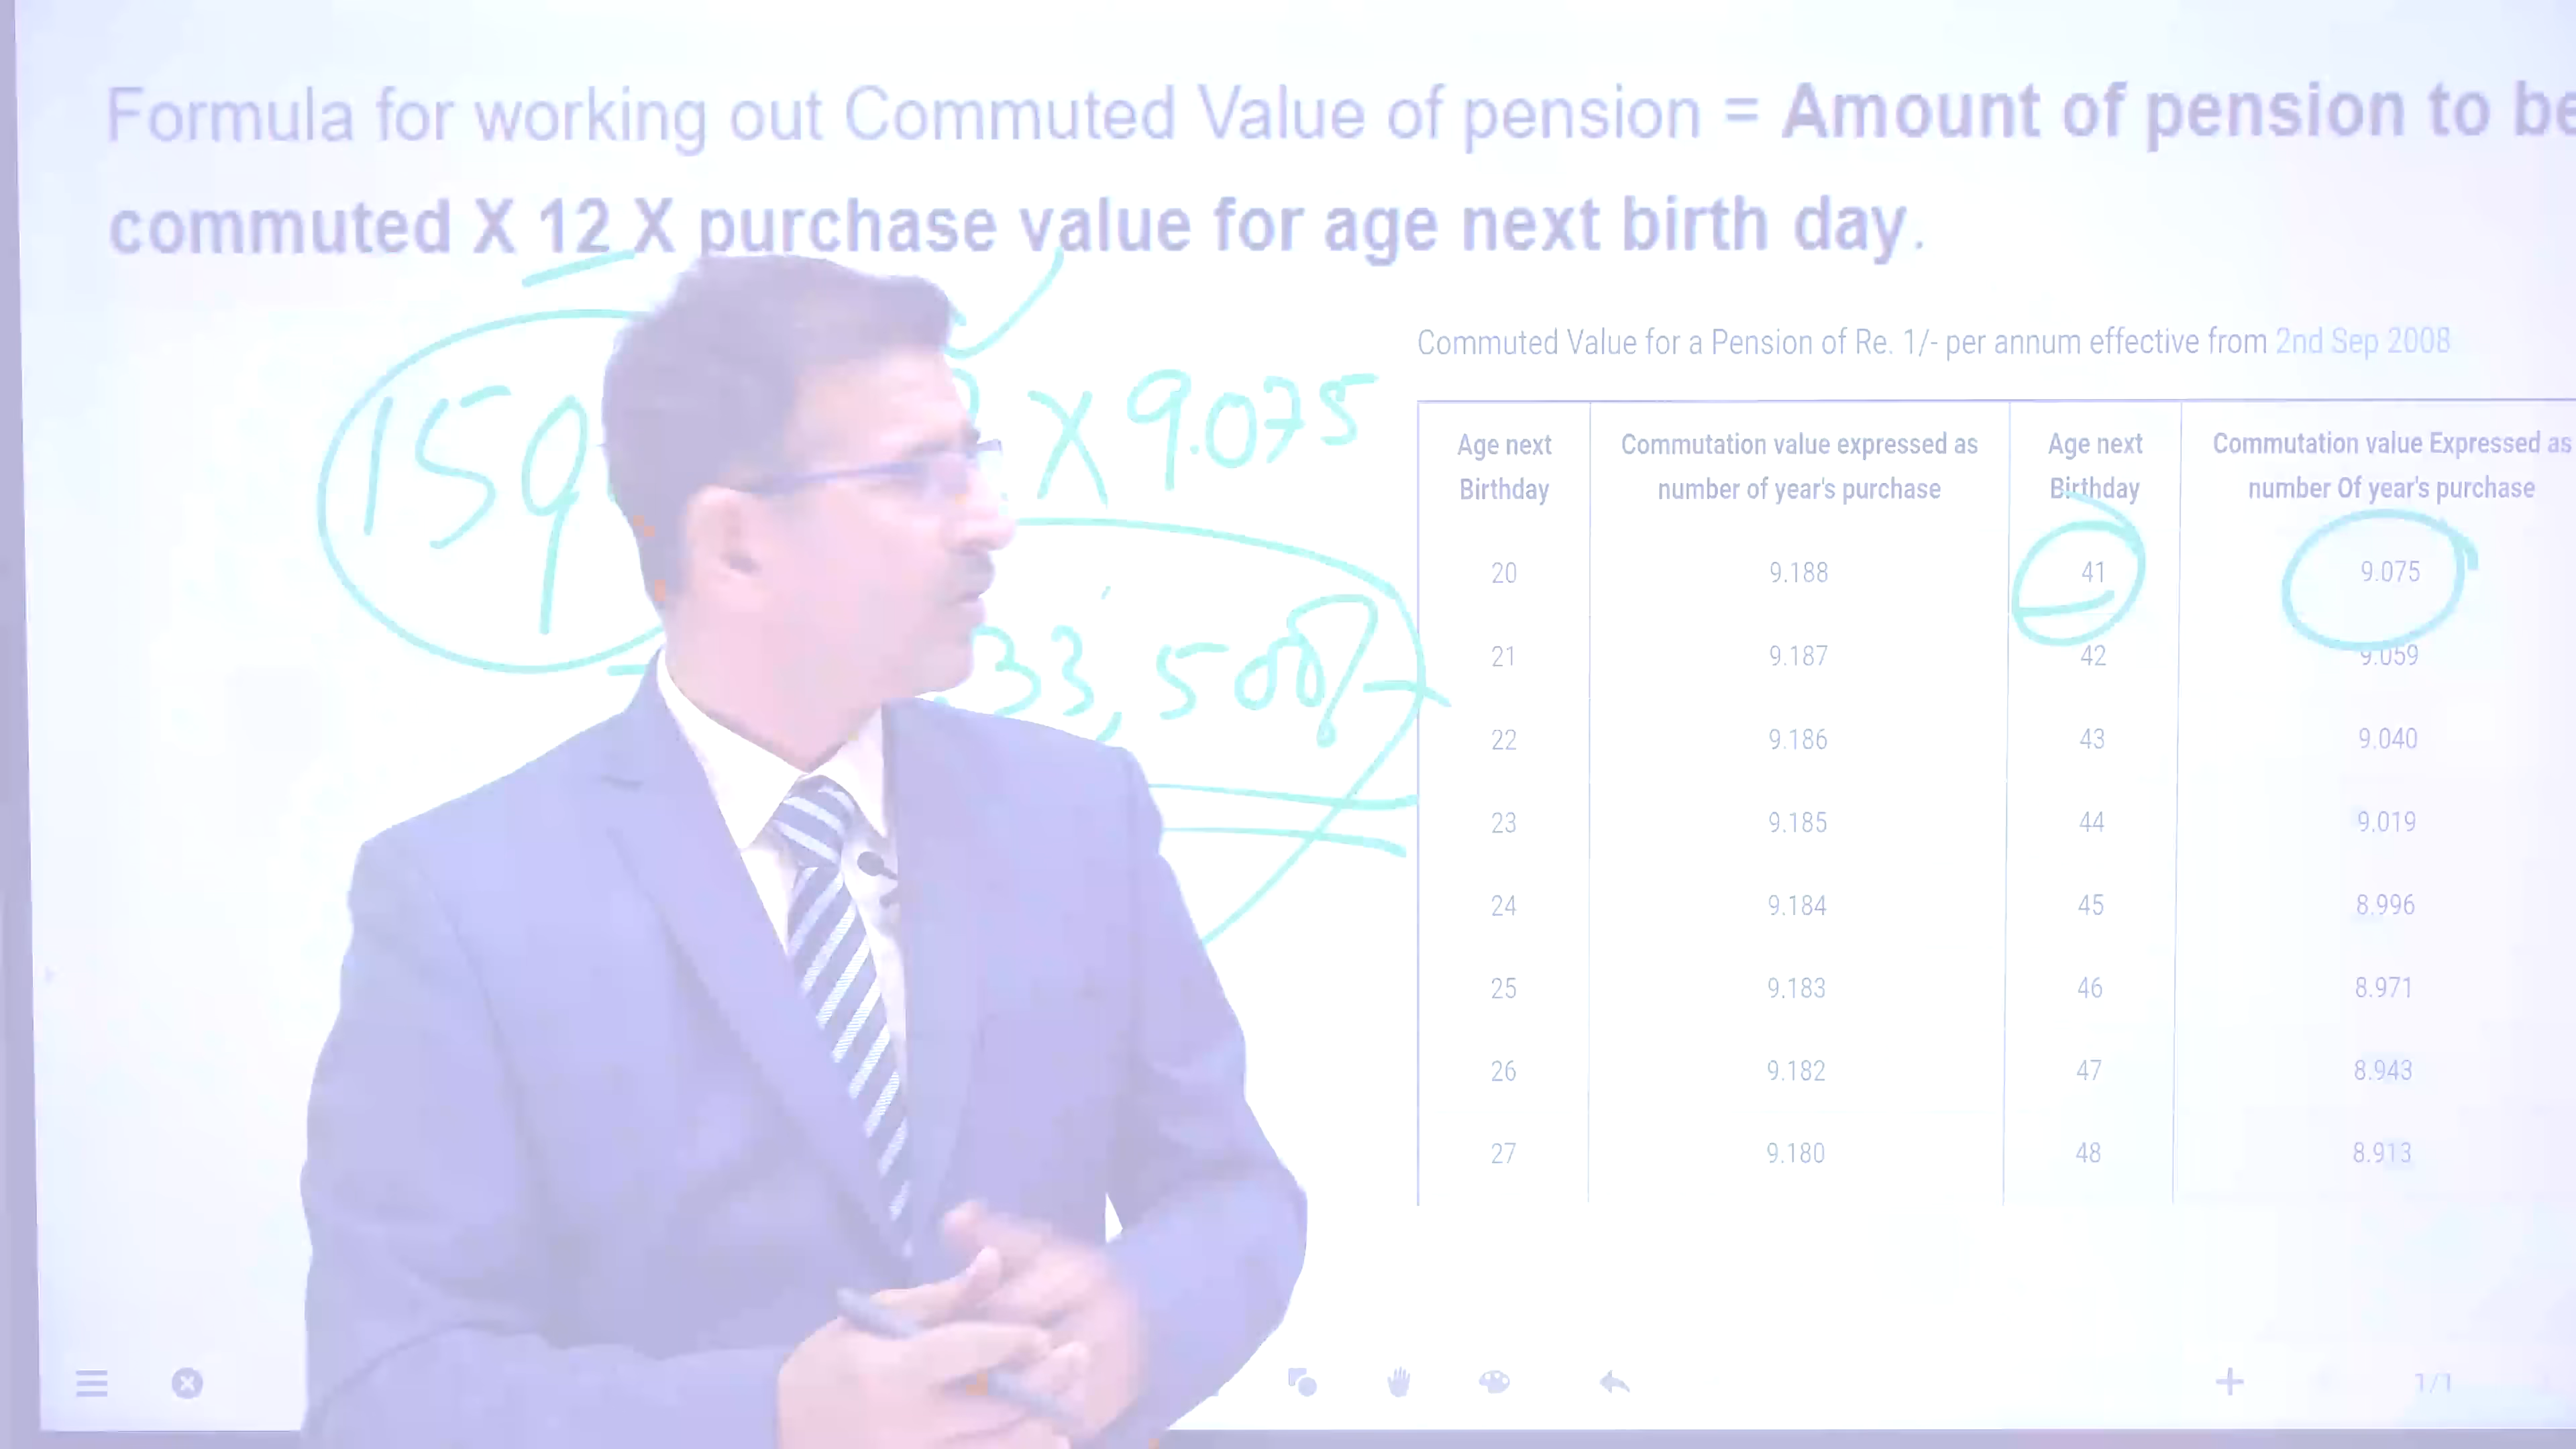 Formula for working out Commuted Value of pension = Amount of pension to be
commuted X 12 X purchase value for age next birth day.
159
X 9.075
33,500/-
Commuted Value for a Pension of Re. 1/- per annum effective from 2nd Sep 2008
Age next Birthday Commutation value expressed as number of year's purchase Age next Birthday Commutation value Expressed as number Of year's purchase
20 9.188 41 9.075
21 9.187 42 9.059
22 9.186 43 9.040
23 9.185 44 9.019
24 9.184 45 8.996
25 9.183 46 8.971
26 9.182 47 8.943
27 9.180 48 8.913
1/1